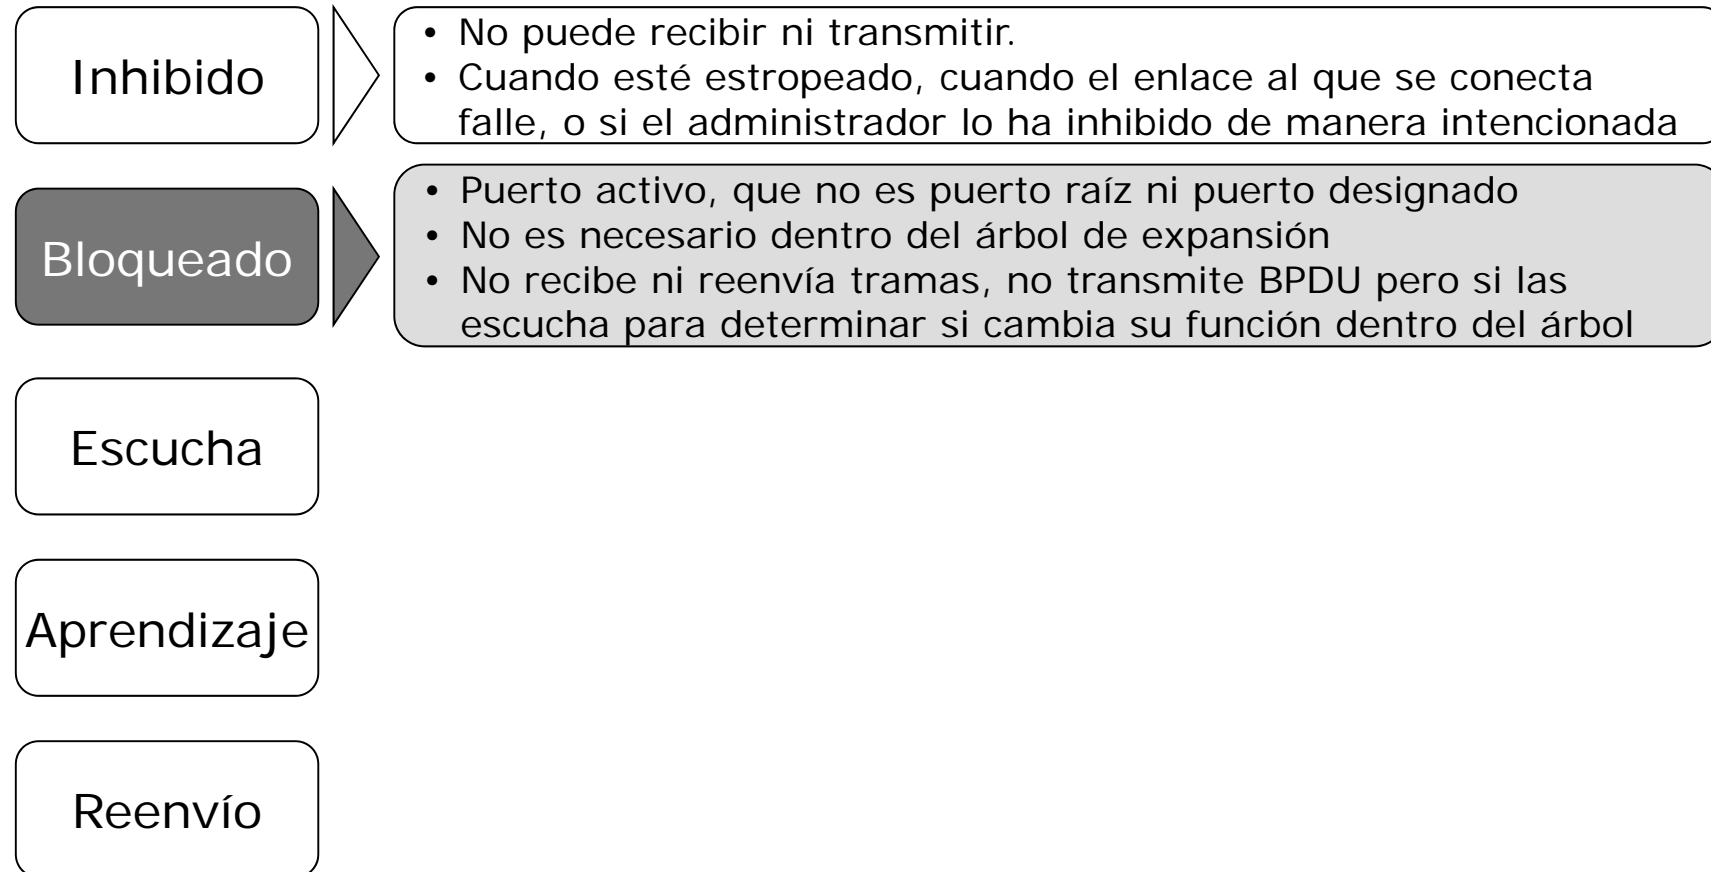 Inhibido
• No puede recibir ni transmitir.
• Cuando esté estropeado, cuando el enlace al que se conecta
falle, o si el administrador lo ha inhibido de manera intencionada
Bloqueado
• Puerto activo, que no es puerto raíz ni puerto designado
• No es necesario dentro del árbol de expansión
• No recibe ni reenvía tramas, no transmite BPDU pero si las
escucha para determinar si cambia su función dentro del árbol
Escucha
Aprendizaje
Reenvío